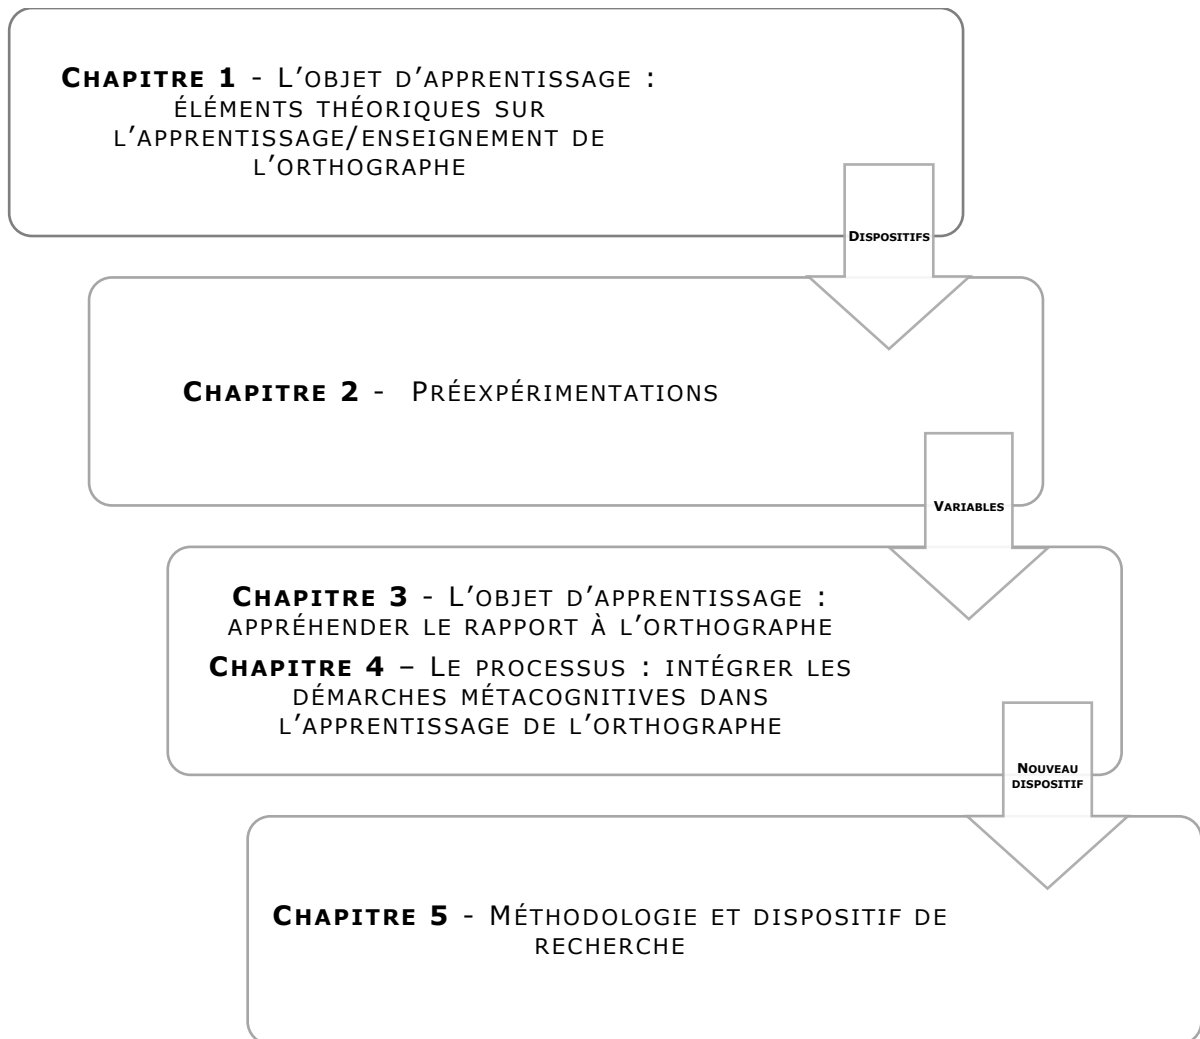 CHAPITRE 1 - L'OBJET D'APPRENTISSAGE :
ÉLÉMENTS THÉORIQUES SUR
L'APPRENTISSAGE/ENSEIGNEMENT DE
L'ORTHOGRAPHE
DISPOSITIFS
CHAPITRE 2 - PRÉEXPÉRIMENTATIONS
VARIABLES
CHAPITRE 3 - L'OBJET D'APPRENTISSAGE :
APPRÉHENDER LE RAPPORT À L'ORTHOGRAPHE
CHAPITRE 4 – LE PROCESSUS : INTÉGRER LES
DÉMARCHES MÉTACOGNITIVES DANS
L'APPRENTISSAGE DE L'ORTHOGRAPHE
NOUVEAU
DISPOSITIF
CHAPITRE 5 - MÉTHODOLOGIE ET DISPOSITIF DE
RECHERCHE